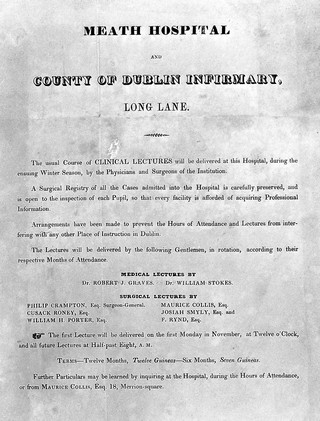 MEATH HOSPITAL
AND
COUNTY OF DUBLIN INFIRMARY,
LONG LANE.
The usual Course of CLINICAL LECTURES will be delivered at this Hospital, during the
ensuing Winter Season, by the Physicians and Surgeons of the Institution.
A Surgical Registry of all the Cases admitted into the Hospital is carefully preserved, and
is open to the inspection of each Pupil, so that every facility is afforded of acquiring Professional
Information
Arrangements have been made to prevent the Hours of Attendance and Lectures from inter-
fering with any other Place of Instruction in Dublin.
The Lectures will be delivered by the following Gentlemen, in rotation, according to their
respective Months of Attendance.
MEDICAL LECTURES BY
Dr. ROBERT J. GRAVES. Dr. WILLIAM STOKES.
SURGICAL LECTURES BY
PHILIP CRAMPTON, Esq. Surgeon-General. MAURICE COLLIS, Esq.
CUSACK RONEY, Esq. JOSIAH SMYLY, Esq. and
WILLIAM H. PORTER, Esq. F. RYND, Esq.
☛ The first Lecture will be delivered on the first Monday in November, at Twelve o'Clock,
and all future Lectures at Half-past Eight, A.M.
TERMS—Twelve Months, Twelve Guineas—Six Months, Seven Guineas.
Further Particulars may be learned by inquiring at Hospital, during the Hours of Attendance,
or from MAURICE COLLIS, Esq. 18, Merrion-square.